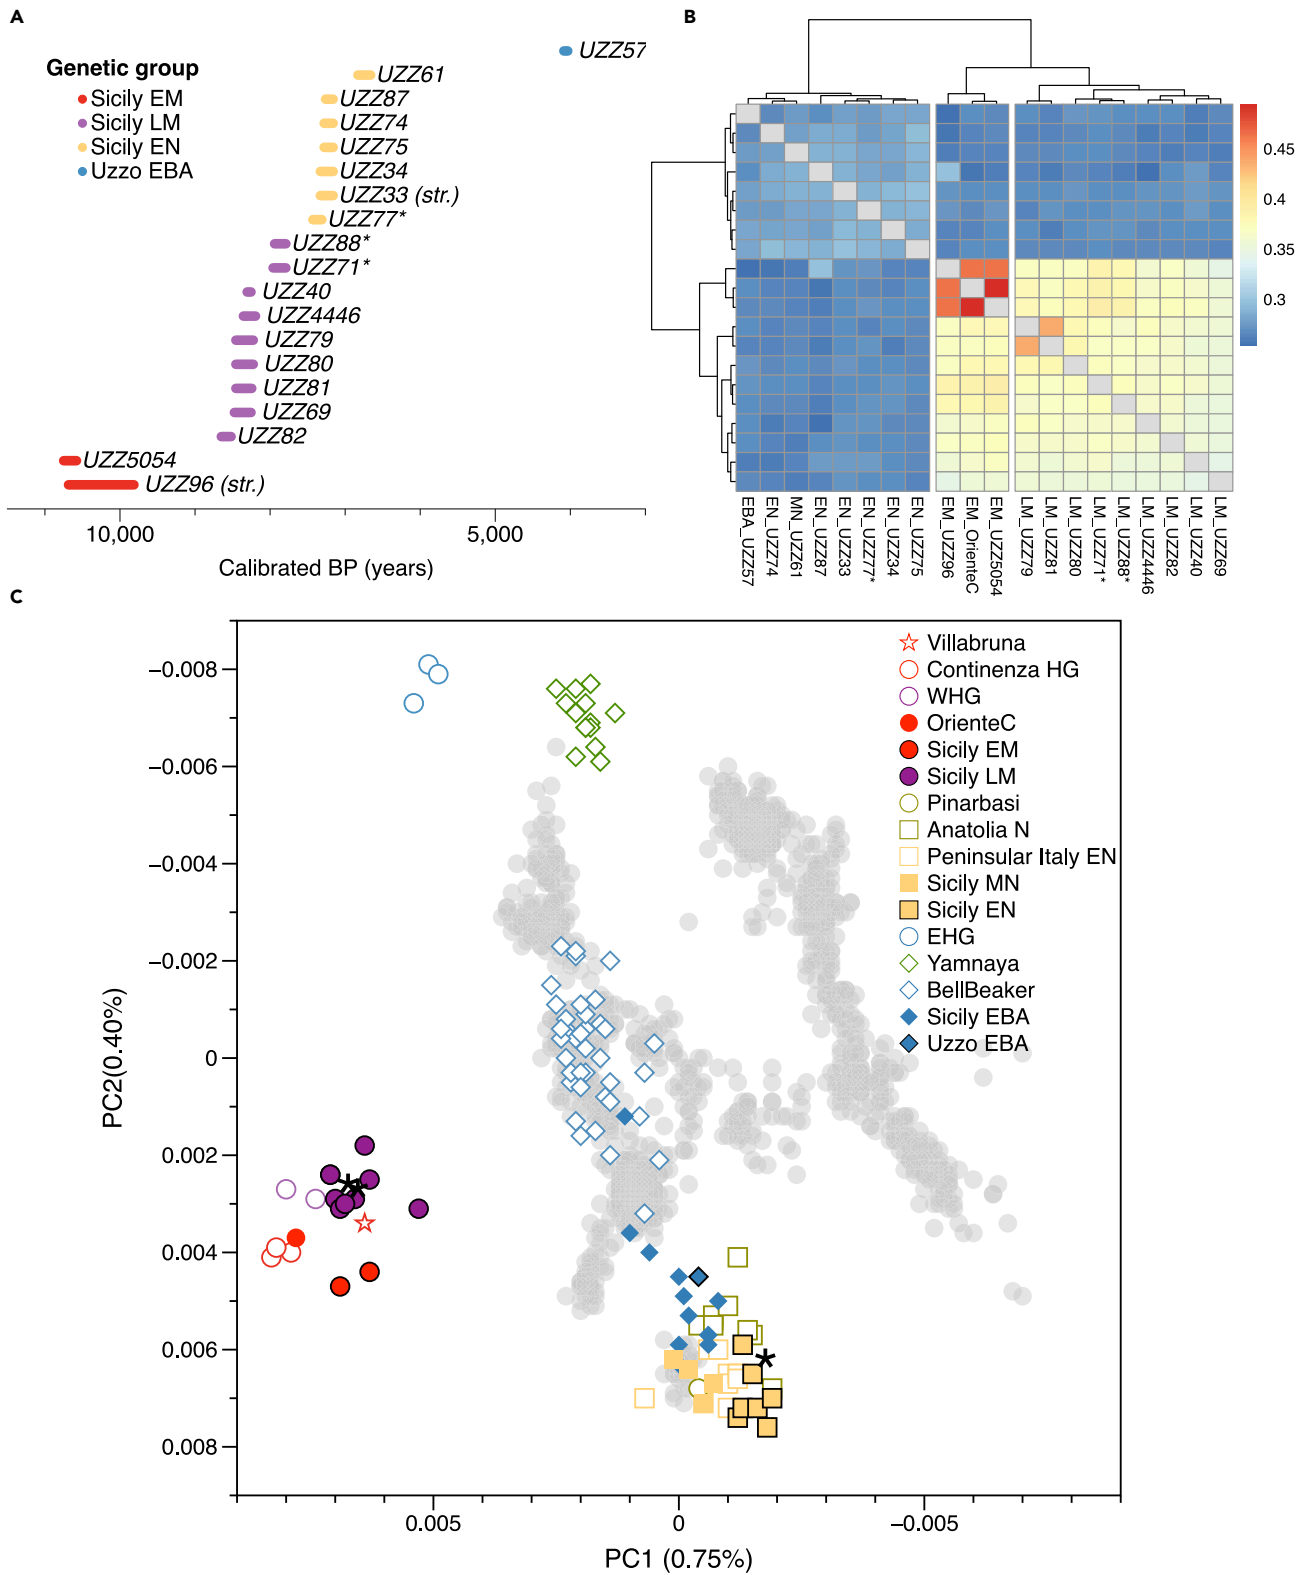 A
Genetic group
Sicily EM
Sicily LM
Sicily EN
Uzzo EBA
UZZ57
UZZ61
UZZ87
UZZ74
UZZ75
UZZ34
UZZ33 (str.)
UZZ77*
UZZ88*
UZZ71*
UZZ40
UZZ4446
UZZ79
UZZ80
UZZ81
UZZ69
UZZ82
UZZ5054
UZZ96 (str.)
10,000
5,000
Calibrated BP (years)
B
0.45
0.4
0.35
0.3
EBA_UZZ57
EN_UZZ74
MN_UZZ61
EN_UZZ87
EN_UZZ33
EN_UZZ77*
EN_UZZ34
EN_UZZ75
EM_UZZ96
EM_OrienteC
EM_UZZ5054
LM_UZZ79
LM_UZZ81
LM_UZZ80
LM_UZZ71*
LM_UZZ88*
LM_UZZ4446
LM_UZZ82
LM_UZZ40
LM_UZZ69
C
Villabruna
Continenza HG
WHG
OrienteC
Sicily EM
Sicily LM
Pinarbasi
Anatolia N
Peninsular Italy EN
Sicily MN
Sicily EN
EHG
Yamnaya
BellBeaker
Sicily EBA
Uzzo EBA
−0.008
−0.006
−0.004
−0.002
0
0.002
0.004
0.006
0.008
PC2(0.40%)
0.005
0
−0.005
PC1 (0.75%)